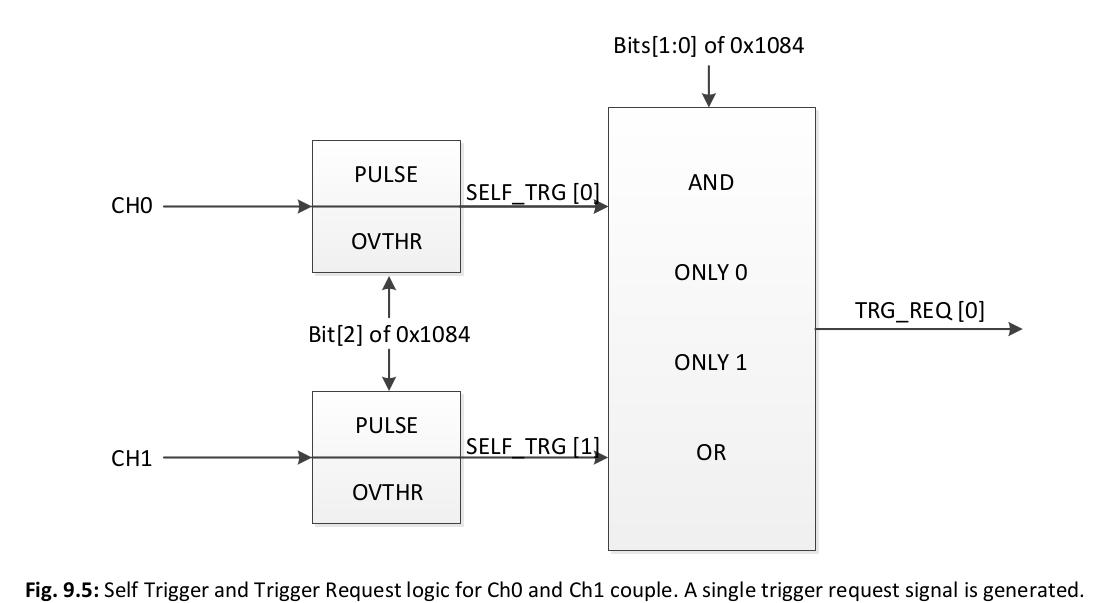 Bits[1:0] of 0x1084
PULSE
AND
SELF_TRG [0]
CH0
OVTHR
ONLY 0
TRG_REQ [0]
Bit[2] of 0x1084
ONLY 1
PULSE
SELF_TRG [1]
OR
CH1
OVTHR
Fig. 9.5: Self Trigger and Trigger Request logic for Ch0 and Ch1 couple. A single trigger request signal is generated.